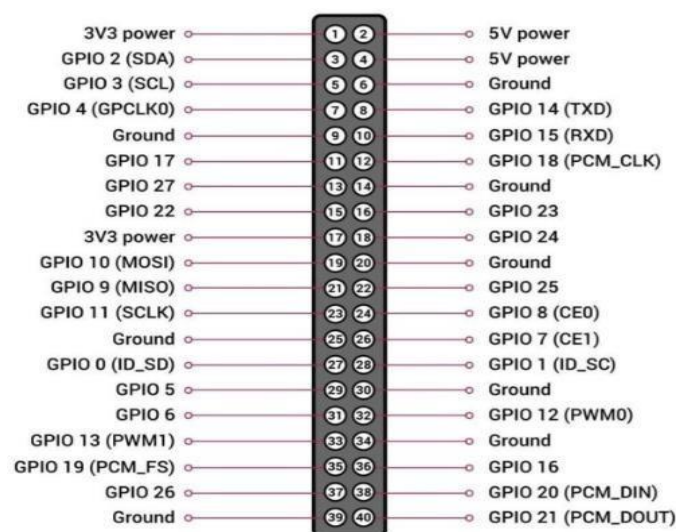 3V3 power 1 2 5V power
GPIO 2 (SDA) 3 4 5V power
GPIO 3 (SCL) 5 6 Ground
GPIO 4 (GPCLK0) 7 8 GPIO 14 (TXD)
Ground 9 10 GPIO 15 (RXD)
GPIO 17 11 12 GPIO 18 (PCM_CLK)
GPIO 27 13 14 Ground
GPIO 22 15 16 GPIO 23
3V3 power 17 18 GPIO 24
GPIO 10 (MOSI) 19 20 Ground
GPIO 9 (MISO) 21 22 GPIO 25
GPIO 11 (SCLK) 23 24 GPIO 8 (CE0)
Ground 25 26 GPIO 7 (CE1)
GPIO 0 (ID_SD) 27 28 GPIO 1 (ID_SC)
GPIO 5 29 30 Ground
GPIO 6 31 32 GPIO 12 (PWM0)
GPIO 13 (PWM1) 33 34 Ground
GPIO 19 (PCM_FS) 35 36 GPIO 16
GPIO 26 37 38 GPIO 20 (PCM_DIN)
Ground 39 40 GPIO 21 (PCM_DOUT)